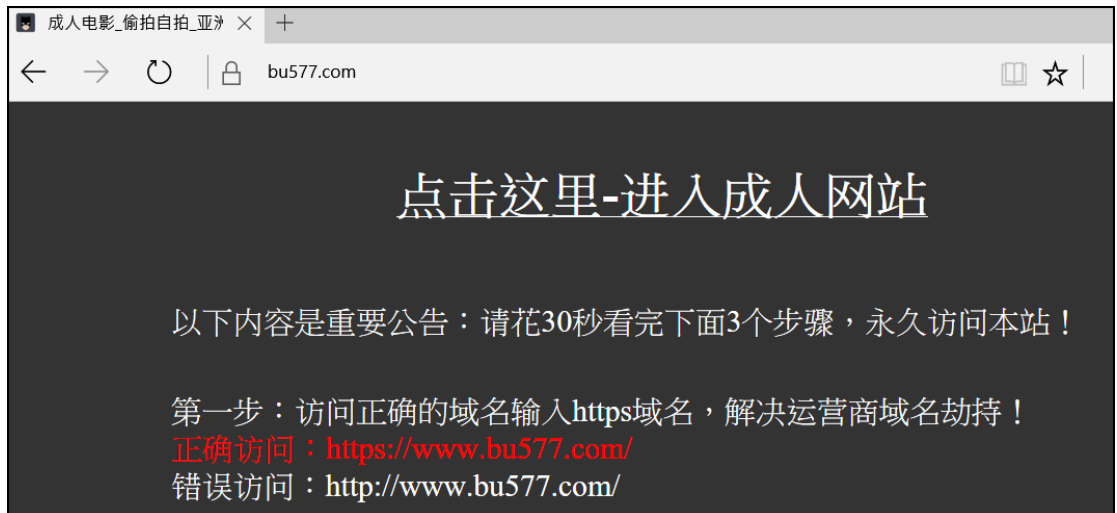 成人电影_偷拍自拍_亚洲
bu577.com
点击这里-进入成人网站
以下内容是重要公告：请花30秒看完下面3个步骤，永久访问本站！
第一步：访问正确的域名输入https域名，解决运营商域名劫持！
正确访问：https://www.bu577.com/
错误访问：http://www.bu577.com/